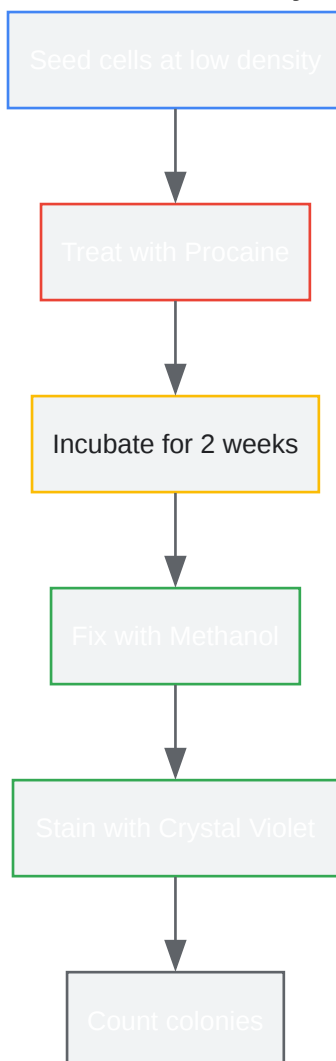 Seed cells at low density
Treat with Procaine
Incubate for 2 weeks
Fix with Methanol
Stain with Crystal Violet
Count colonies